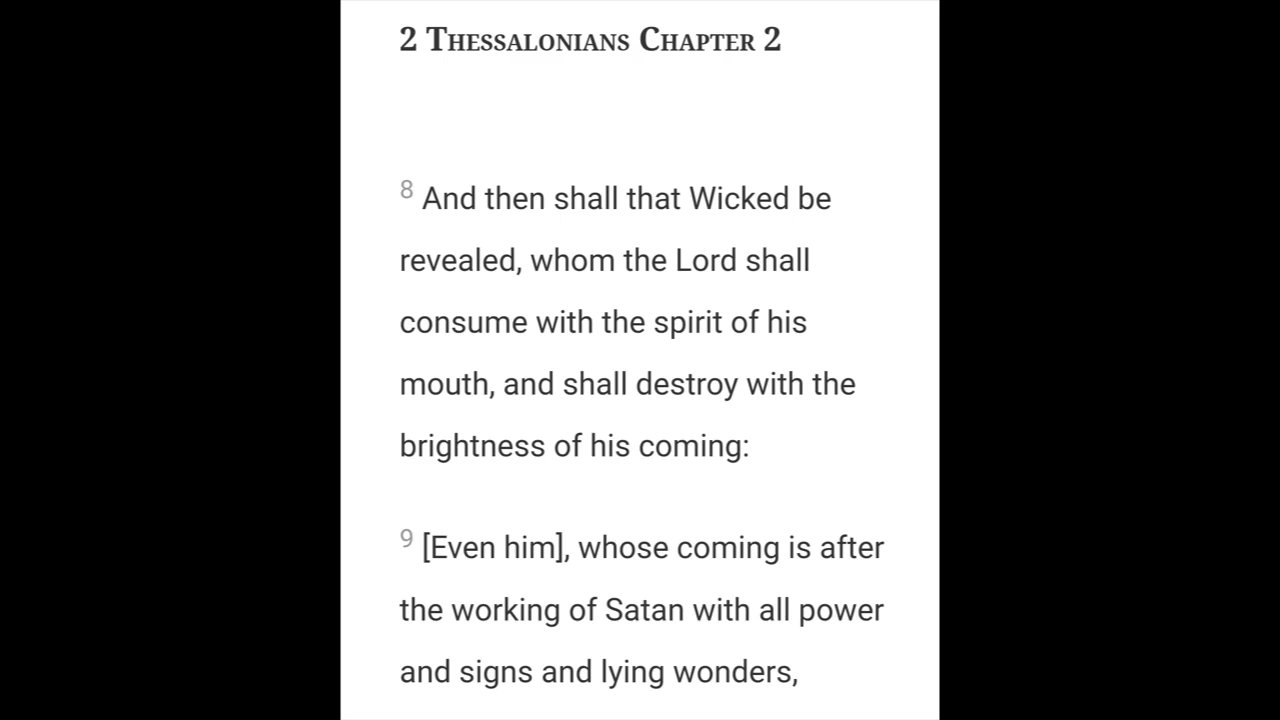 2 Thessalonians Chapter 2
8 And then shall that Wicked be
revealed, whom the Lord shall
consume with the spirit of his
mouth, and shall destroy with the
brightness of his coming:
9 [Even him], whose coming is after
the working of Satan with all power
and signs and lying wonders,